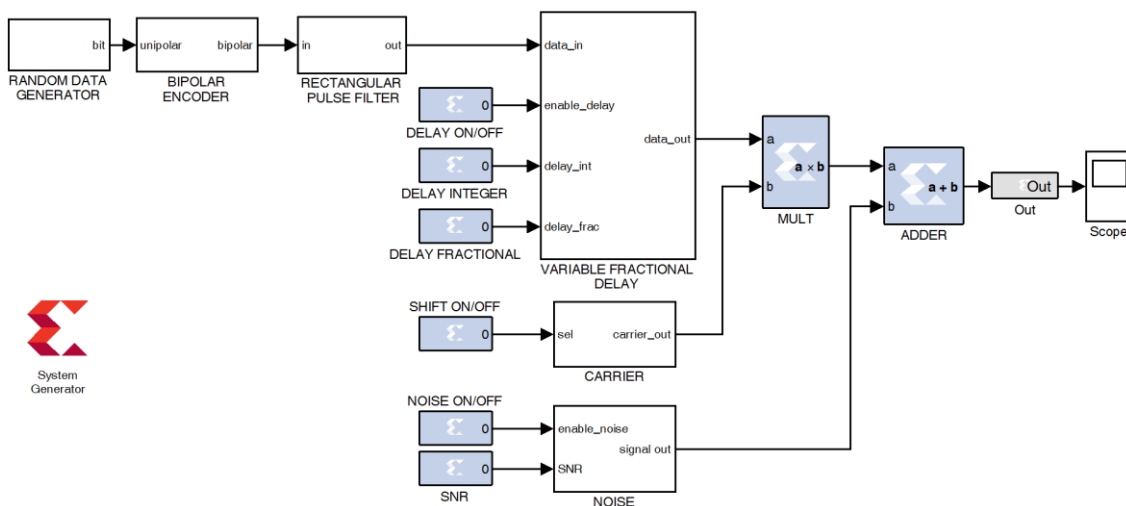 bit
RANDOM DATA
GENERATOR
unipolar
bipolar
BIPOLAR
ENCODER
in
out
RECTANGULAR
PULSE FILTER
data_in
enable_delay
delay_int
delay_frac
data_out
VARIABLE FRACTIONAL
DELAY
0
DELAY ON/OFF
0
DELAY INTEGER
0
DELAY FRACTIONAL
a
b
a × b
MULT
a
b
a + b
ADDER
Out
Out
Scope
System
Generator
SHIFT ON/OFF
0
sel
carrier_out
CARRIER
NOISE ON/OFF
0
0
SNR
enable_noise
SNR
signal out
NOISE